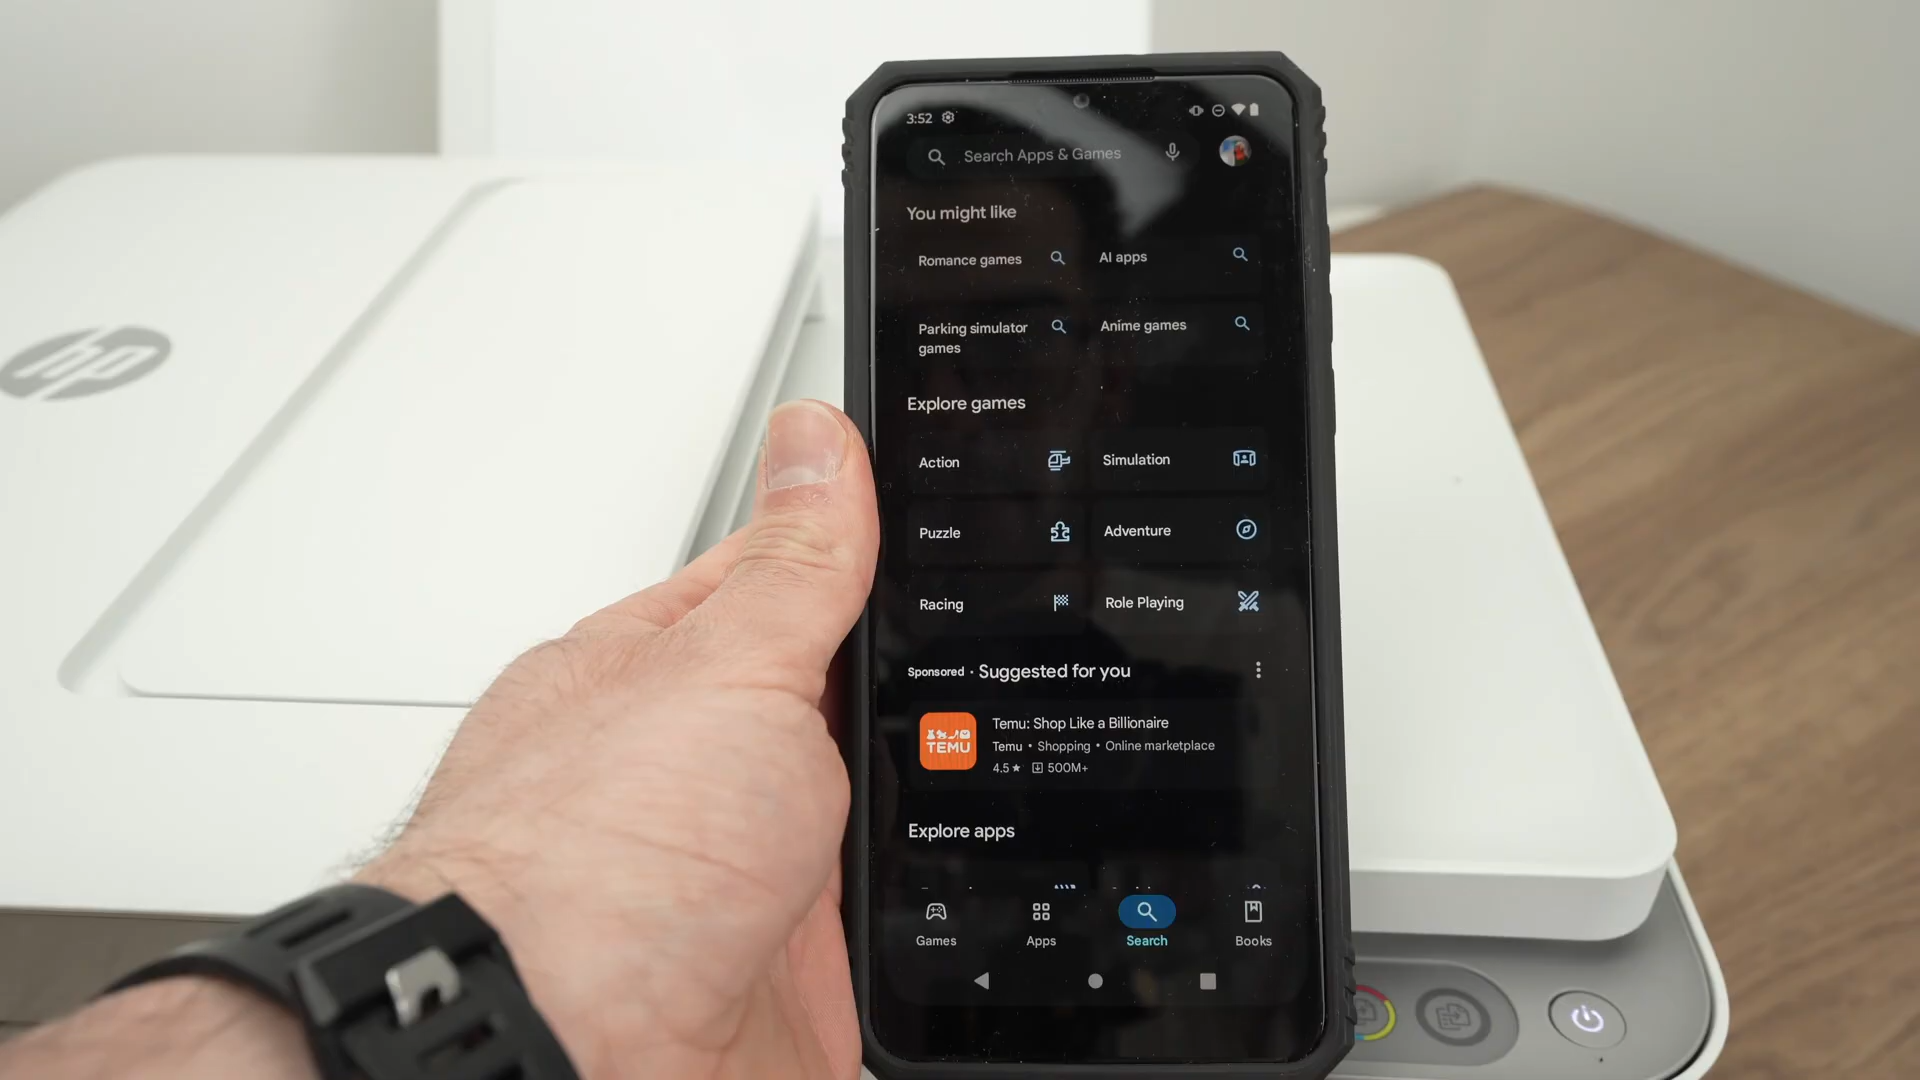 3:52
Search Apps & Games
You might like
Romance games
AI apps
Parking simulator
games
Anime games
Explore games
Action
Simulation
Puzzle
Adventure
Racing
Role Playing
Sponsored · Suggested for you
TEMU
Temu: Shop Like a Billionaire
Temu • Shopping • Online marketplace
4.5★ 500M+
Explore apps
Games
Apps
Search
Books
hp